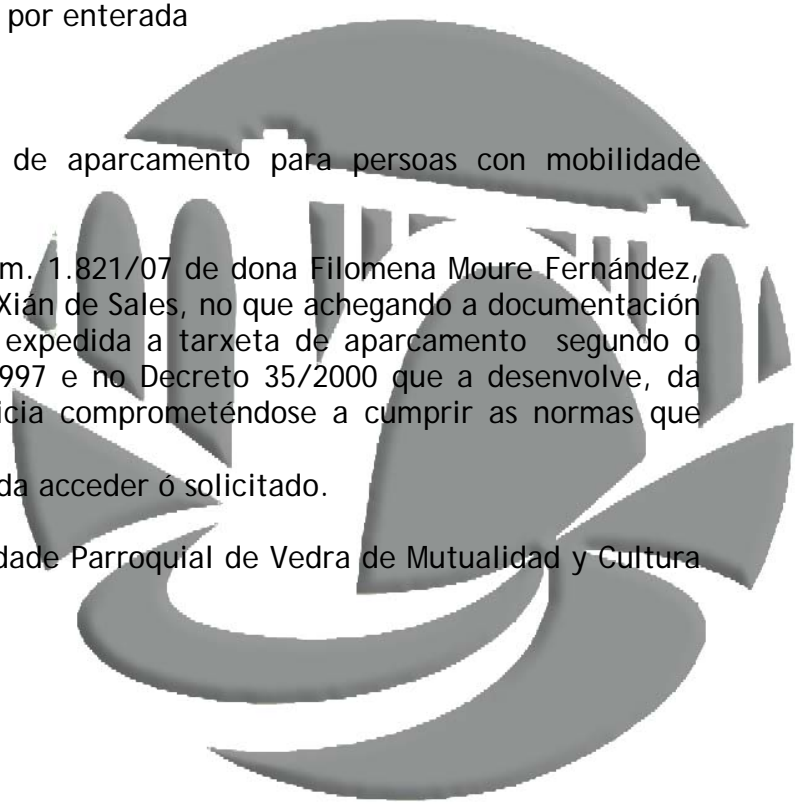 por enterada
de aparcamento para persoas con mobilidade
m. 1.821/07 de dona Filomena Moure Fernández,
Xián de Sales, no que achegando a documentación
expedida a tarxeta de aparcamento segundo o
997 e no Decreto 35/2000 que a desenvolve, da
icia comprometéndose a cumprir as normas que
da acceder ó solicitado.
dade Parroquial de Vedra de Mutualidad y Cultura